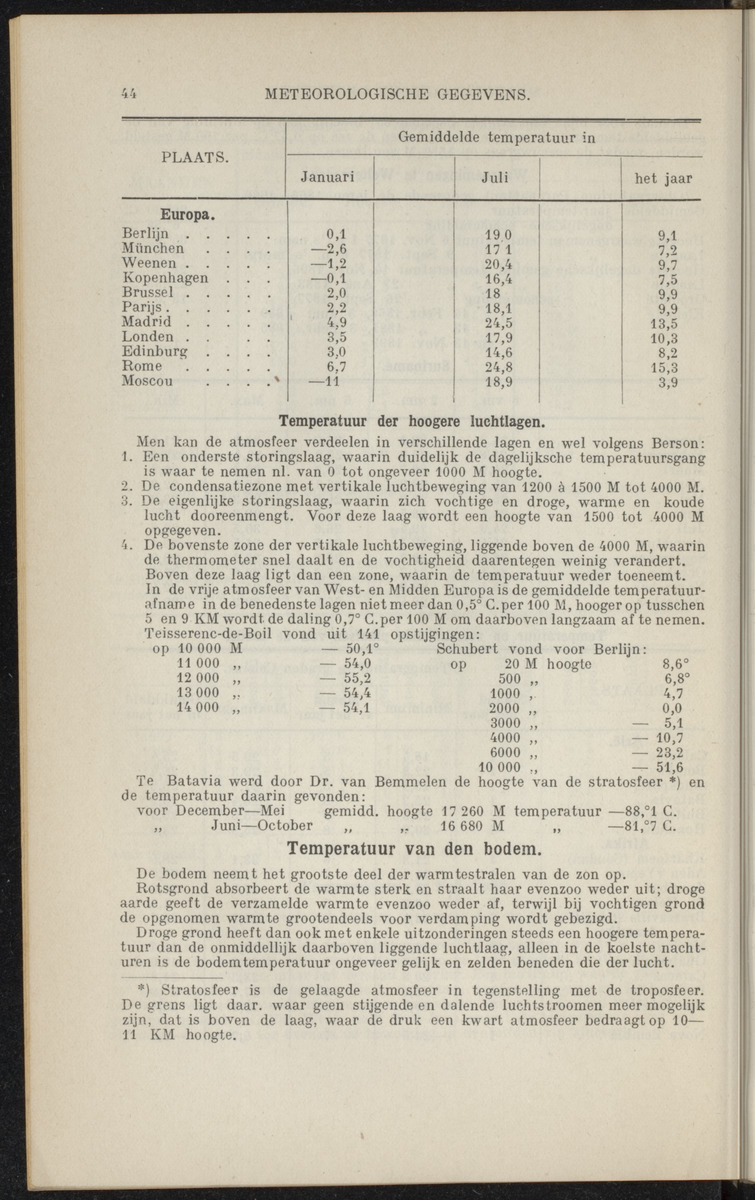 44 METEOROLOGISCHE GEGEVENS.
PLAATS. Gemiddelde temperatuur in
Januari Juli het jaar
Europa.
Berlijn . . . . . 0,1 19 0 9,1
München . . . . —2,6 17 1 7,2
Weenen . . . . . —1,2 20,4 9,7
Kopenhagen . . . —0,1 16,4 7,5
Brussel . . . . . 2,0 18 9,9
Parijs . . . . . . 2,2 18,1 9,9
Madrid . . . . . 4,9 24,5 13,5
Londen . . . . 3,5 17,9 10,3
Edinburg . . . . 3,0 14,6 8,2
Rome . . . . . 6,7 24,8 15,3
Moscou . . . . —11 18,9 3,9
Temperatuur der hoogere luchtlagen.
Men kan de atmosfeer verdeelen in verschillende lagen en wel volgens Berson:
1. Een onderste storingslaag, waarin duidelijk de dagelijksche temperatuursgang
is waar te nemen nl. van 0 tot ongeveer 1000 M hoogte.
2. De condensatiezone met vertikale luchtbeweging van 1200 à 1500 M tot 4000 M.
3. De eigenlijke storingslaag, waarin zich vochtige en droge, warme en koude
lucht dooreenmengt. Voor deze laag wordt een hoogte van 1500 tot 4000 M
opgegeven.
4. De bovenste zone der vertikale luchtbeweging, liggende boven de 4000 M, waarin
de thermometer snel daalt en de vochtigheid daarentegen weinig verandert.
Boven deze laag ligt dan een zone, waarin de temperatuur weder toeneemt.
In de vrije atmosfeer van West- en Midden Europa is de gemiddelde temperatuur-
afname in de benedenste lagen niet meer dan 0,5° C. per 100 M, hooger op tusschen
5 en 9 KM wordt de daling 0,7° C. per 100 M om daarboven langzaam af te nemen.
Teisserenc-de-Boil vond uit 141 opstijgingen:
op 10 000 M — 50,1° Schubert vond voor Berlijn:
11 000 „ — 54,0 op 20 M hoogte 8,6°
12 000 „ — 55,2 500 „ 6,8°
13 000 „ — 54,4 1000 „ 4,7
14 000 „ — 54,1 2000 „ 0,0
3000 „ — 5,1
4000 „ — 10,7
6000 „ — 23,2
10 000 „ — 51,6
Te Batavia werd door Dr. van Bemmelen de hoogte van de stratosfeer *) en
de temperatuur daarin gevonden:
voor December—Mei gemidd. hoogte 17 260 M temperatuur —88,°1 C.
„ Juni—October „ „ 16 680 M „ —81,°7 C.
Temperatuur van den bodem.
De bodem neemt het grootste deel der warmtestralen van de zon op.
Rotsgrond absorbeert de warmte sterk en straalt haar evenzoo weder uit; droge
aarde geeft de verzamelde warmte evenzoo weder af, terwijl bij vochtigen grond
de opgenomen warmte grootendeels voor verdamping wordt gebezigd.
Droge grond heeft dan ook met enkele uitzonderingen steeds een hoogere tempera-
tuur dan de onmiddellijk daarboven liggende luchtlaag, alleen in de koelste nacht-
uren is de bodemtemperatuur ongeveer gelijk en zelden beneden die der lucht.
*) Stratosfeer is de gelaagde atmosfeer in tegenstelling met de troposfeer.
De grens ligt daar. waar geen stijgende en dalende luchtstroomen meer mogelijk
zijn, dat is boven de laag, waar de druk een kwart atmosfeer bedraagt op 10—
11 KM hoogte.